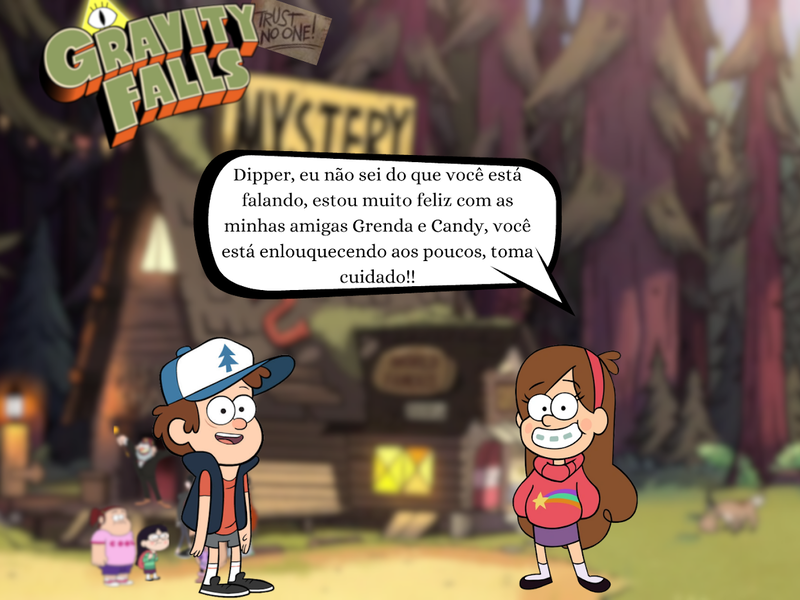 GRAVITY
FALLS
TRUST
NO ONE!
MYSTERY
Dipper, eu não sei do que você está
falando, estou muito feliz com as
minhas amigas Grenda e Candy, você
está enlouquecendo aos poucos, toma
cuidado!!